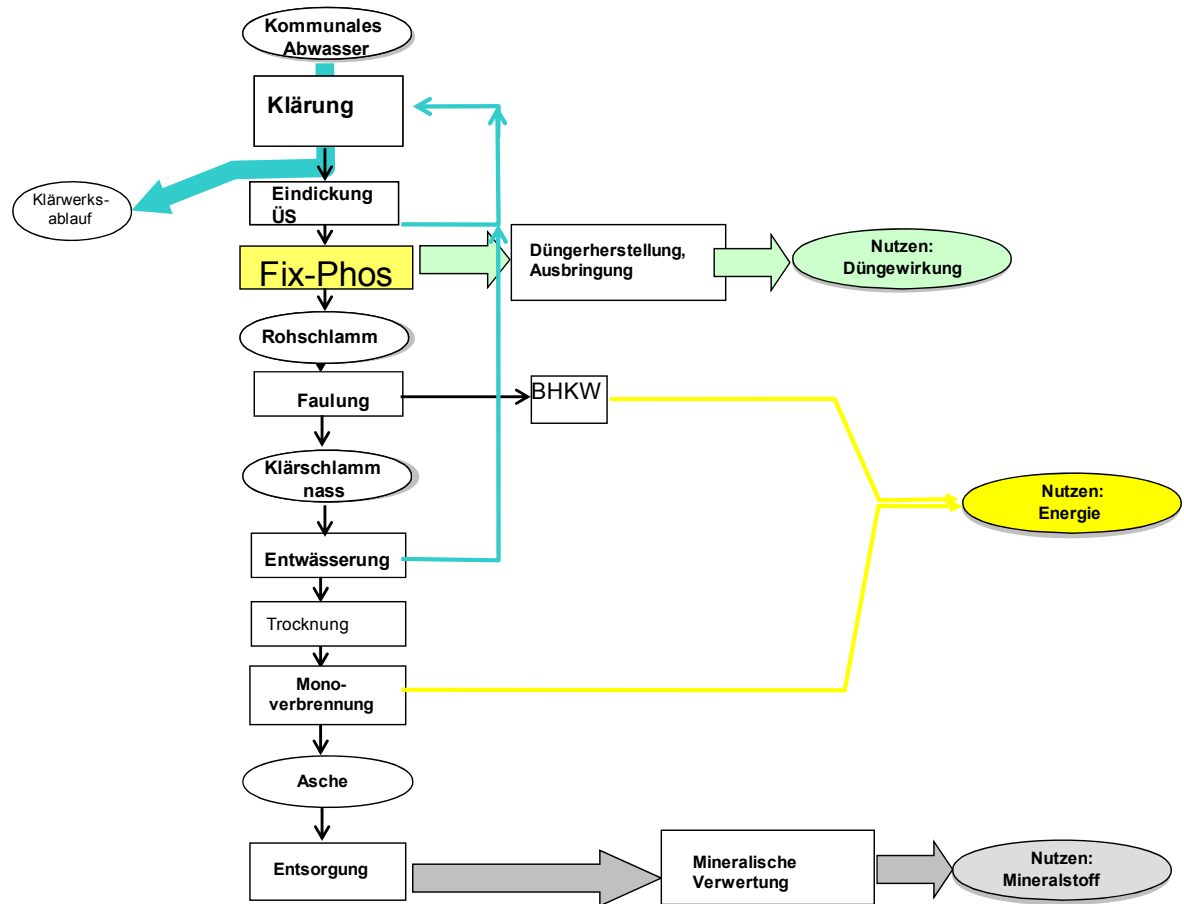 Kommunales
Abwasser
Klärung
Klärwerks-
ablauf
Eindickung
ÜS
Fix-Phos
Düngerherstellung,
Ausbringung
Nutzen:
Düngewirkung
Rohschlamm
Faulung
BHKW
Klärschlamm
nass
Nutzen:
Energie
Entwässerung
Trocknung
Mono-
verbrennung
Asche
Entsorgung
Mineralische
Verwertung
Nutzen:
Mineralstoff